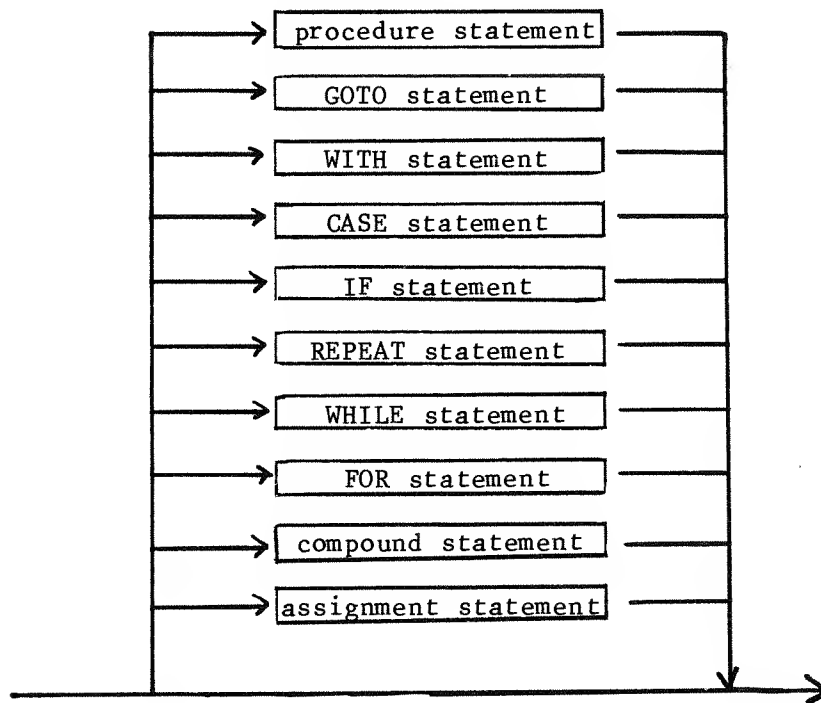 procedure statement
GOTO statement
WITH statement
CASE statement
IF statement
REPEAT statement
WHILE statement
FOR statement
compound statement
assignment statement